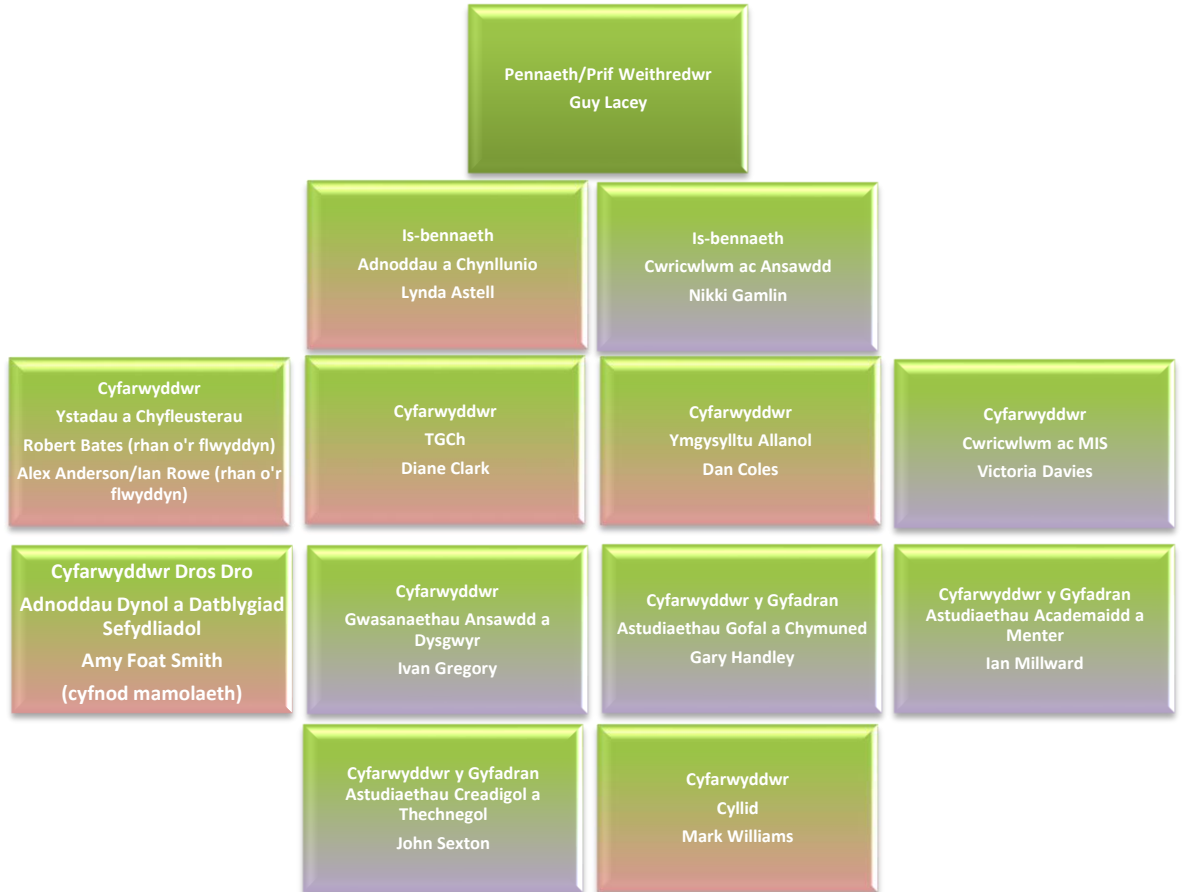 Pennaeth/Prif Weithredwr
Guy Lacey
Is-bennaeth
Adnoddau a Chynllunio
Lynda Astell
Is-bennaeth
Cwricwlwm ac Ansawdd
Nikki Gamlin
Cyfarwyddwr
Ystadau a Chyfleusterau
Robert Bates (rhan o'r flwyddyn)
Alex Anderson/Ian Rowe (rhan o'r
flwyddyn)
Cyfarwyddwr
TGCh
Diane Clark
Cyfarwyddwr
Ymgysylltu Allanol
Dan Coles
Cyfarwyddwr
Cwricwlwm ac MIS
Victoria Davies
Cyfarwyddwr Dros Dro
Adnoddau Dynol a Datblygiad
Sefydliadol
Amy Foat Smith
(cyfnod mamolaeth)
Cyfarwyddwr
Gwasanaethau Ansawdd a
Dysgwyr
Ivan Gregory
Cyfarwyddwr y Gyfadran
Astudiaethau Gofal a Chymuned
Gary Handley
Cyfarwyddwr y Gyfadran
Astudiaethau Academaidd a
Menter
Ian Millward
Cyfarwyddwr y Gyfadran
Astudiaethau Creadigol a
Thechnegol
John Sexton
Cyfarwyddwr
Cyllid
Mark Williams